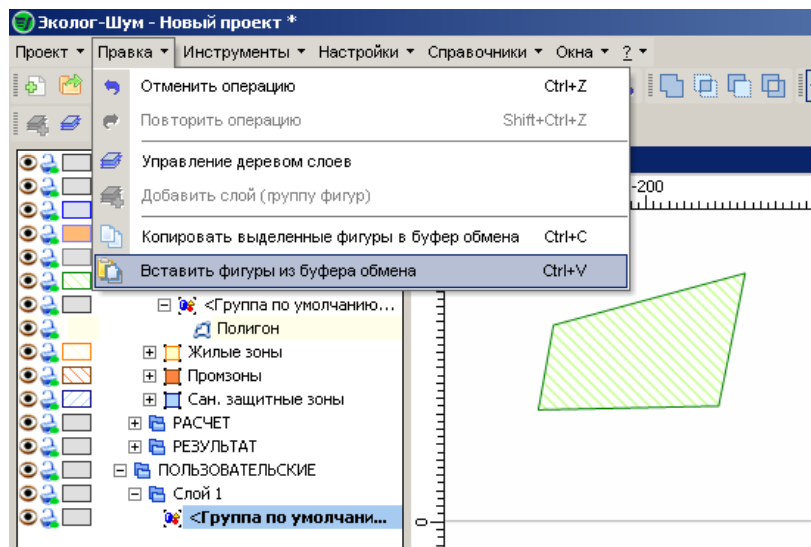 Эколог-Шум - Новый проект *
Проект Правка Инструменты Настройки Справочники Окна ?
Отменить операцию Ctrl+Z
Повторить операцию Shift+Ctrl+Z
Управление деревом слоев
Добавить слой (группу фигур)
-200
Копировать выделенные фигуры в буфер обмена Ctrl+C
Вставить фигуры из буфера обмена Ctrl+V
<Группа по умолчанию...
Полигон
Жилые зоны
Промзоны
Сан. защитные зоны
РАСЧЕТ
РЕЗУЛЬТАТ
ПОЛЬЗОВАТЕЛЬСКИЕ
Слой 1
<Группа по умолчани...
0